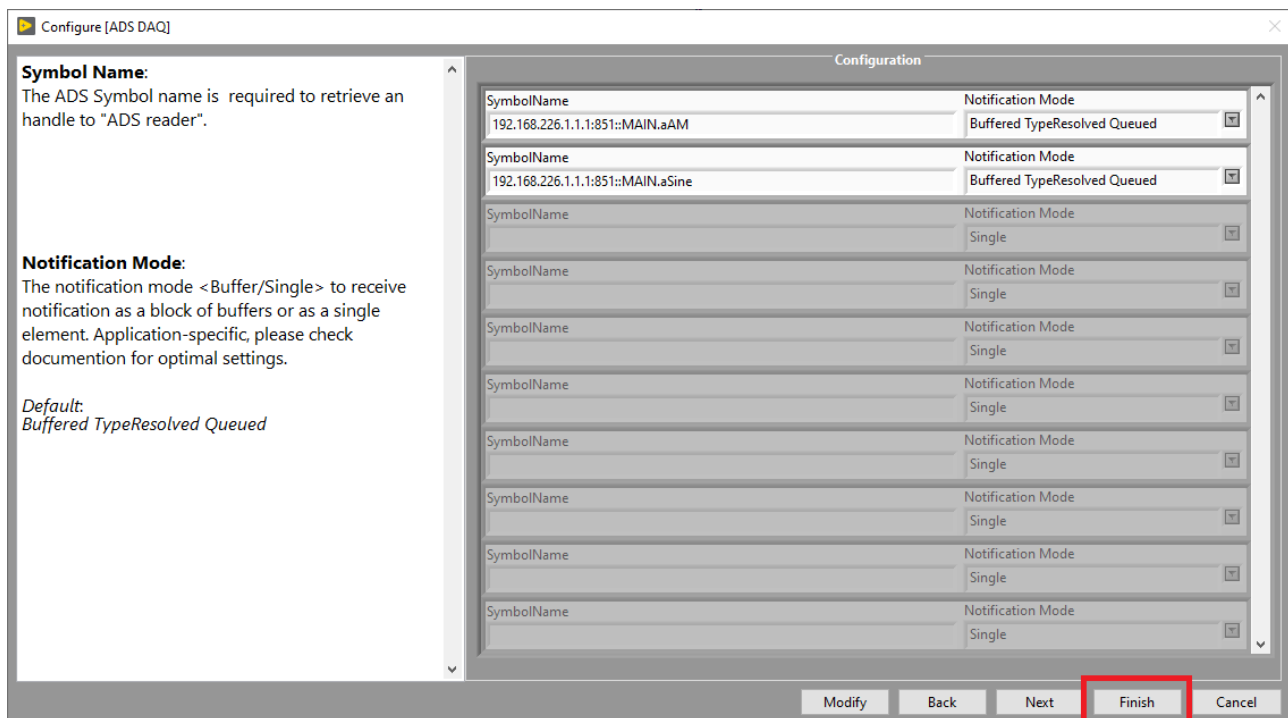 Configure [ADS DAQ]
Symbol Name:
The ADS Symbol name is required to retrieve an
handle to "ADS reader".
Notification Mode:
The notification mode <Buffer/Single> to receive
notification as a block of buffers or as a single
element. Application-specific, please check
documention for optimal settings.
Default:
Buffered TypeResolved Queued
Configuration
SymbolName Notification Mode
192.168.226.1.1.1:851::MAIN.aAM Buffered TypeResolved Queued
SymbolName Notification Mode
192.168.226.1.1.1:851::MAIN.aSine Buffered TypeResolved Queued
SymbolName Notification Mode
Single
SymbolName Notification Mode
Single
SymbolName Notification Mode
Single
SymbolName Notification Mode
Single
SymbolName Notification Mode
Single
SymbolName Notification Mode
Single
SymbolName Notification Mode
Single
SymbolName Notification Mode
Single
Modify Back Next Finish Cancel